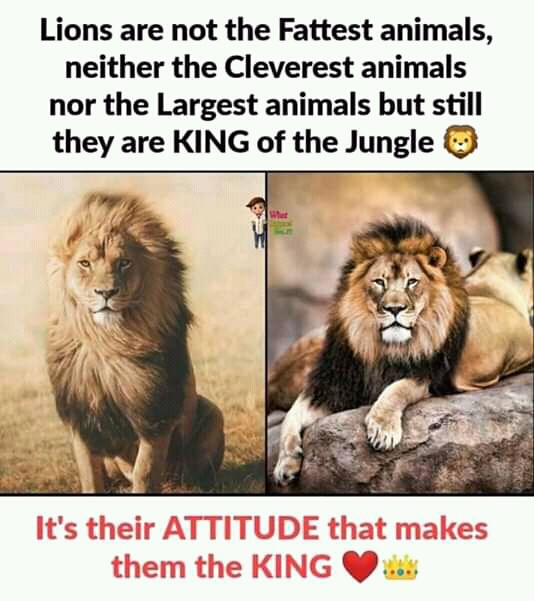 Lions are not the Fattest animals,
neither the Cleverest animals
nor the Largest animals but still
they are KING of the Jungle 🦁
What
It's their ATTITUDE that makes
them the KING ❤️👑